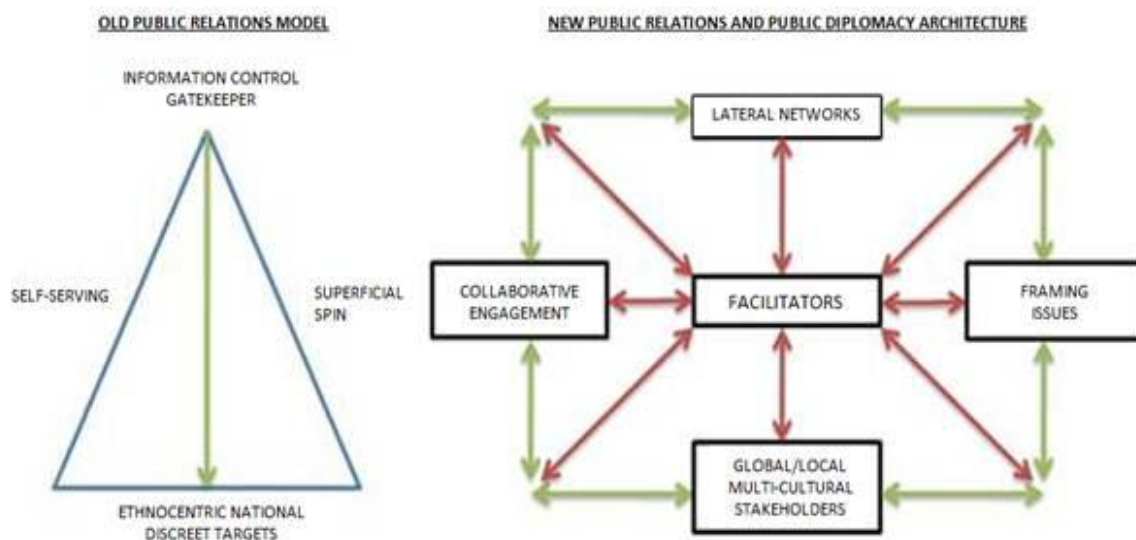 OLD PUBLIC RELATIONS MODEL
INFORMATION CONTROL
GATEKEEPER
SELF-SERVING
SUPERFICIAL
SPIN
ETHNOCENTRIC NATIONAL
DISCREET TARGETS
NEW PUBLIC RELATIONS AND PUBLIC DIPLOMACY ARCHITECTURE
LATERAL NETWORKS
COLLABORATIVE
ENGAGEMENT
FACILITATORS
FRAMING
ISSUES
GLOBAL/LOCAL
MULTI-CULTURAL
STAKEHOLDERS